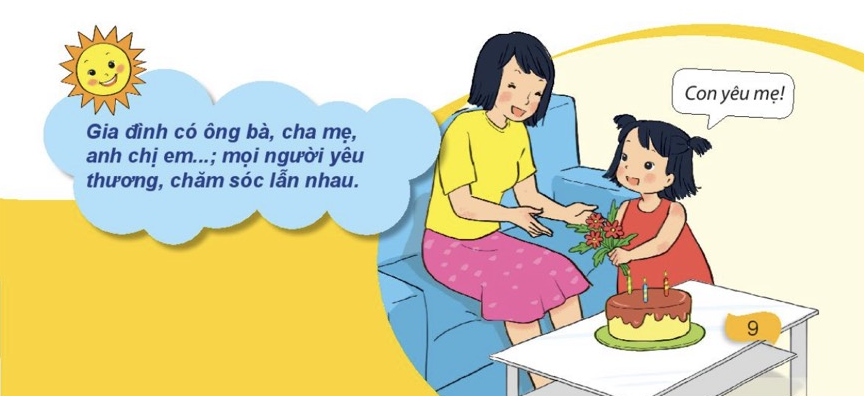 Gia đình có ông bà, cha mẹ,
anh chị em...; mọi người yêu
thương, chăm sóc lẫn nhau.
Con yêu mẹ!
9